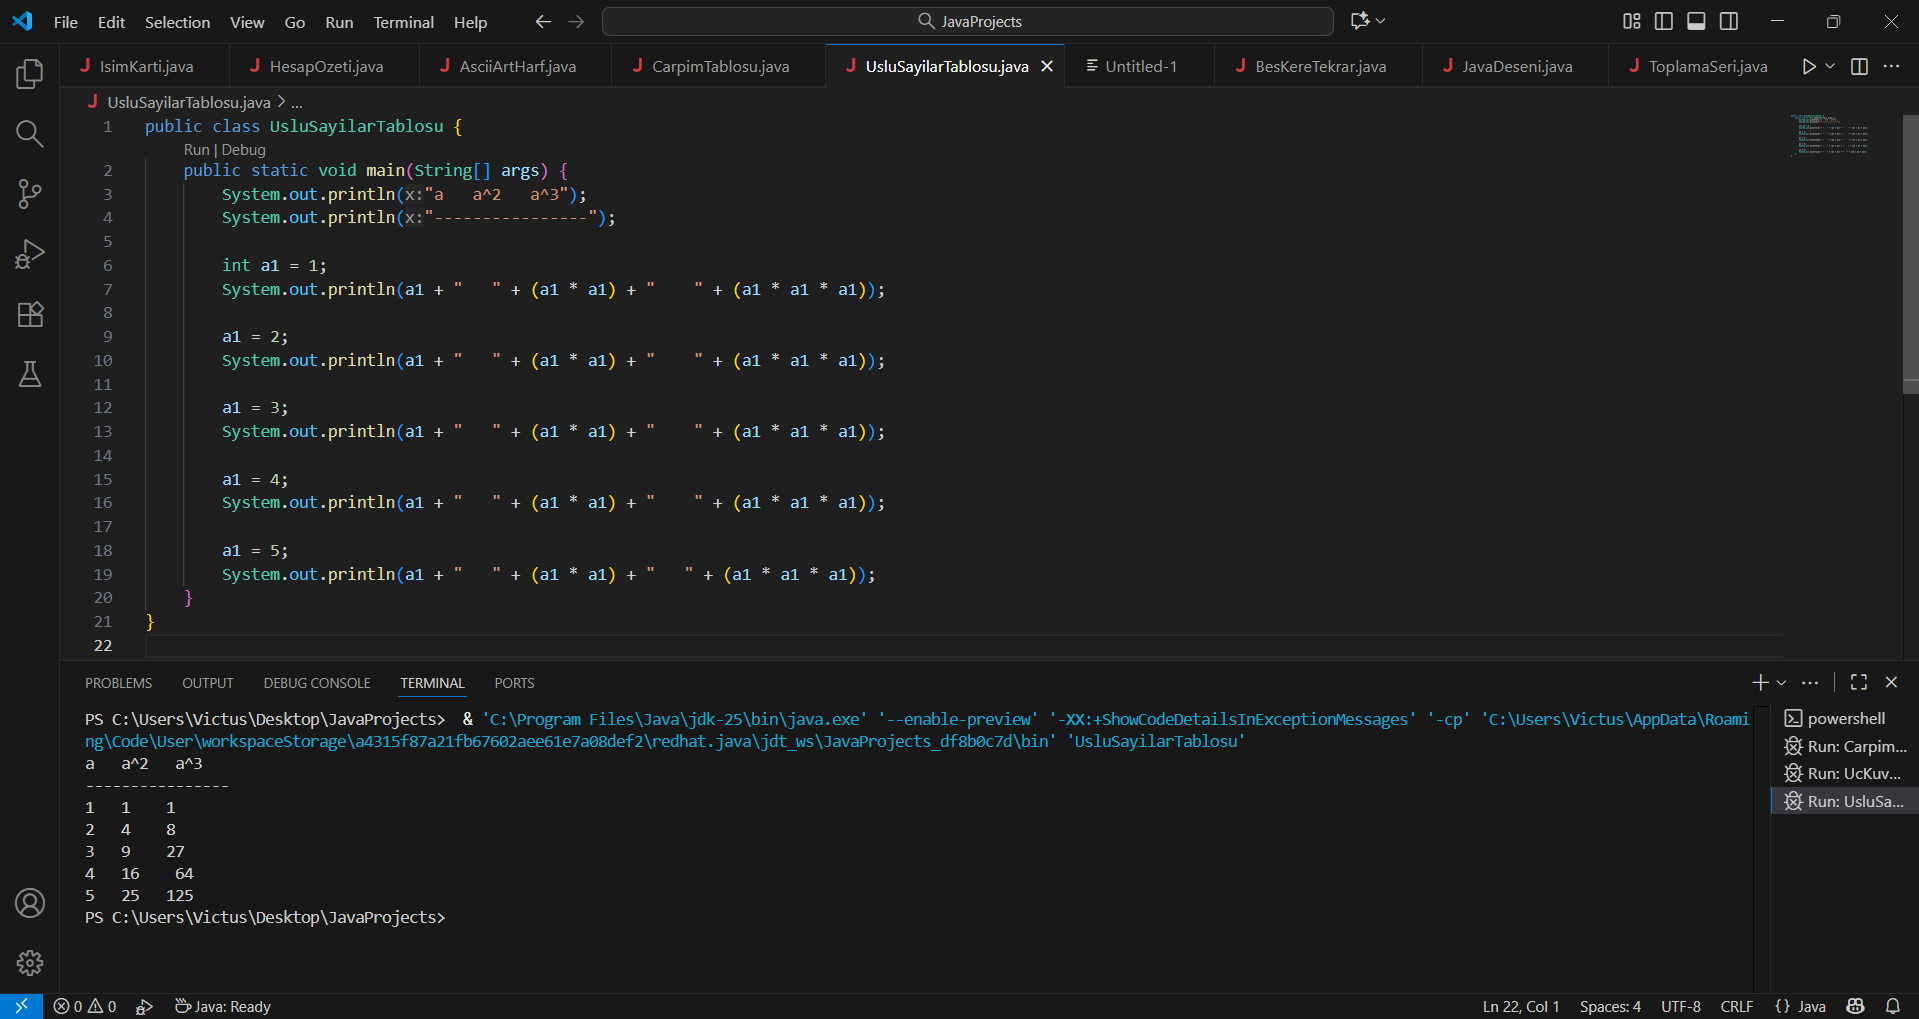 File Edit Selection View Go Run Terminal Help JavaProjects
IsimKarti.java HesapOzeti.java AsciiArtHarf.java CarpimTablosu.java UsluSayilarTablosu.java Untitled-1 BesKereTekrar.java JavaDeseni.java ToplamaSeri.java
UsluSayilarTablosu.java > ...
1 public class UsluSayilarTablosu {
Run | Debug
2 public static void main(String[] args) {
3 System.out.println(x:"a   a^2   a^3");
4 System.out.println(x:"----------------");
5
6 int a1 = 1;
7 System.out.println(a1 + "   " + (a1 * a1) + "    " + (a1 * a1 * a1));
8
9 a1 = 2;
10 System.out.println(a1 + "   " + (a1 * a1) + "    " + (a1 * a1 * a1));
11
12 a1 = 3;
13 System.out.println(a1 + "   " + (a1 * a1) + "    " + (a1 * a1 * a1));
14
15 a1 = 4;
16 System.out.println(a1 + "   " + (a1 * a1) + "    " + (a1 * a1 * a1));
17
18 a1 = 5;
19 System.out.println(a1 + "   " + (a1 * a1) + "   " + (a1 * a1 * a1));
20 }
21 }
22
PROBLEMS OUTPUT DEBUG CONSOLE TERMINAL PORTS
PS C:\Users\Victus\Desktop\JavaProjects>  & 'C:\Program Files\Java\jdk-25\bin\java.exe' '--enable-preview' '-XX:+ShowCodeDetailsInExceptionMessages' '-cp' 'C:\Users\Victus\AppData\Roami
ng\Code\User\workspaceStorage\a4315f87a21fb67602aee61e7a08def2\redhat.java\jdt_ws\JavaProjects_df8b0c7d\bin' 'UsluSayilarTablosu'
a   a^2   a^3
----------------
1   1    1
2   4    8
3   9    27
4   16    64
5   25   125
PS C:\Users\Victus\Desktop\JavaProjects>
powershell
Run: Carpim...
Run: UcKuv...
Run: UsluSa...
0 0 Java: Ready Ln 22, Col 1 Spaces: 4 UTF-8 CRLF {} Java